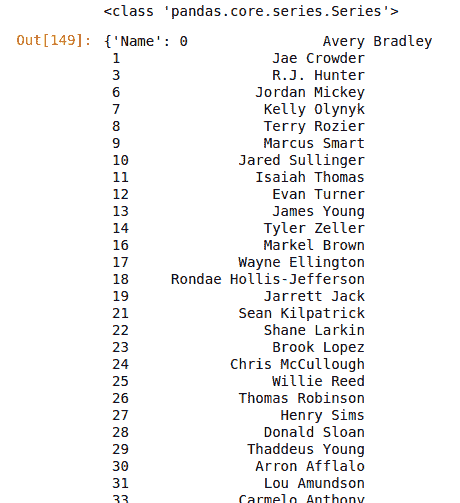 <class 'pandas.core.series.Series'>
Out[149]: {'Name': 0 Avery Bradley
1 Jae Crowder
3 R.J. Hunter
6 Jordan Mickey
7 Kelly Olynyk
8 Terry Rozier
9 Marcus Smart
10 Jared Sullinger
11 Isaiah Thomas
12 Evan Turner
13 James Young
14 Tyler Zeller
16 Markel Brown
17 Wayne Ellington
18 Rondae Hollis-Jefferson
19 Jarrett Jack
21 Sean Kilpatrick
22 Shane Larkin
23 Brook Lopez
24 Chris McCullough
25 Willie Reed
26 Thomas Robinson
27 Henry Sims
28 Donald Sloan
29 Thaddeus Young
30 Arron Afflalo
31 Lou Amundson
33 Carmelo Anthony